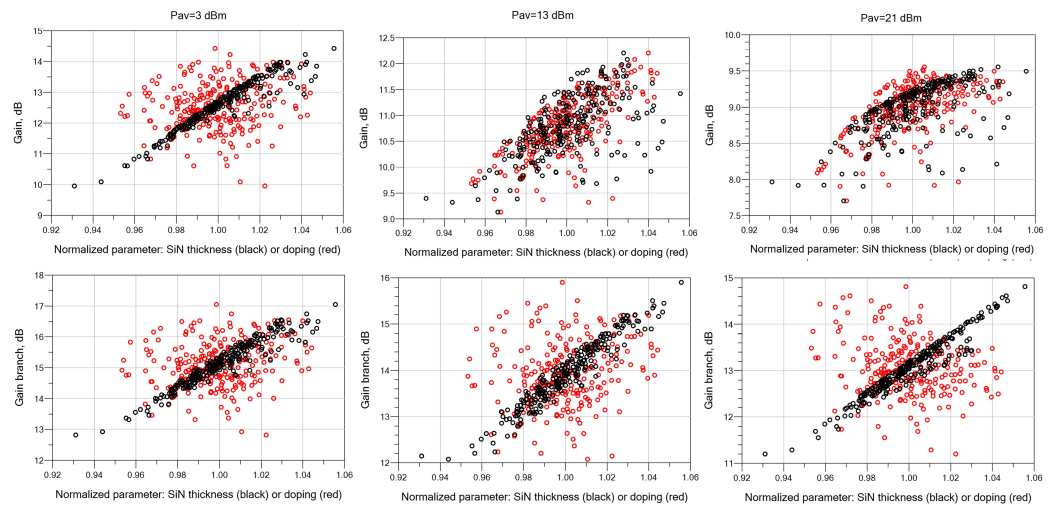 Pav=3 dBm
Pav=13 dBm
Pav=21 dBm
Gain, dB
15
14
13
12
11
10
9
0.92 0.94 0.96 0.98 1.00 1.02 1.04 1.06
Normalized parameter: SiN thickness (black) or doping (red)
Gain, dB
12.5
12.0
11.5
11.0
10.5
10.0
9.5
9.0
0.92 0.94 0.96 0.98 1.00 1.02 1.04 1.06
Normalized parameter: SiN thickness (black) or doping (red)
Gain, dB
10.0
9.5
9.0
8.5
8.0
7.5
0.92 0.94 0.96 0.98 1.00 1.02 1.04 1.06
Normalized parameter: SiN thickness (black) or doping (red)
Gain branch, dB
18
17
16
15
14
13
12
0.92 0.94 0.96 0.98 1.00 1.02 1.04 1.06
Normalized parameter: SiN thickness (black) or doping (red)
Gain branch, dB
16
15
14
13
12
0.92 0.94 0.96 0.98 1.00 1.02 1.04 1.06
Normalized parameter: SiN thickness (black) or doping (red)
Gain branch, dB
15
14
13
12
11
0.92 0.94 0.96 0.98 1.00 1.02 1.04 1.06
Normalized parameter: SiN thickness (black) or doping (red)